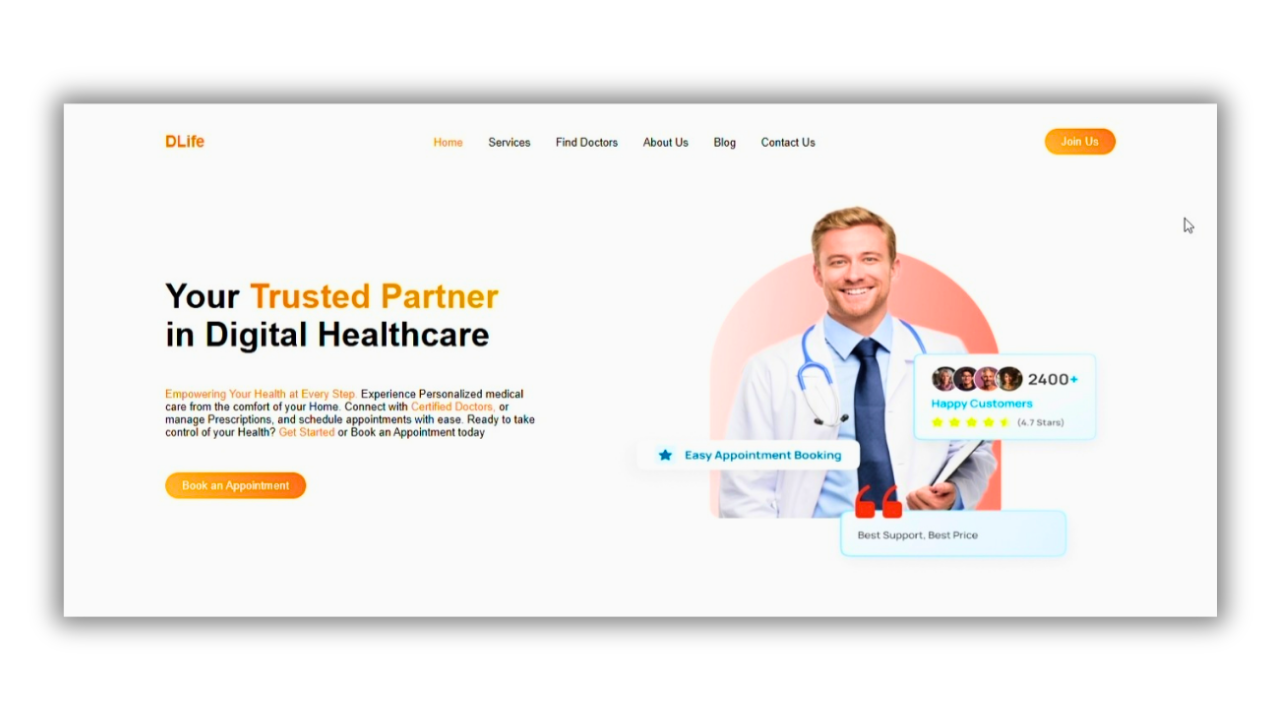 DLife
Home
Services
Find Doctors
About Us
Blog
Contact Us
Join Us
Your Trusted Partner
in Digital Healthcare
Empowering Your Health at Every Step. Experience Personalized medical
care from the comfort of your Home. Connect with Certified Doctors, or
manage Prescriptions, and schedule appointments with ease. Ready to take
control of your Health? Get Started or Book an Appointment today
Book an Appointment
2400+
Happy Customers
(4.7 Stars)
Easy Appointment Booking
Best Support, Best Price